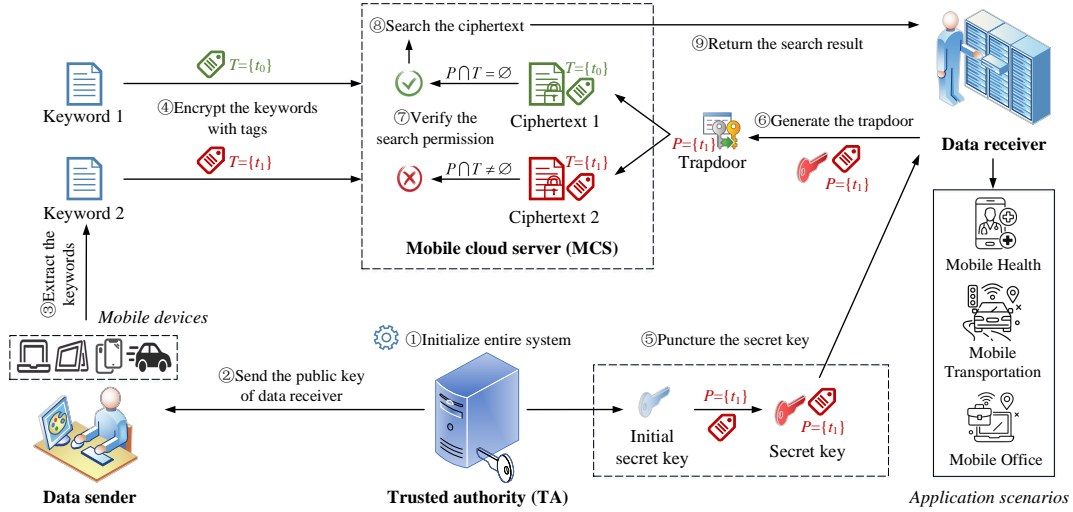 ⑧Search the ciphertext
⑨Return the search result
T={t₀}
P∩T=∅
T={t₀}
Keyword 1
④Encrypt the keywords
with tags
⑦Verify the
search permission
Ciphertext 1
P={t₁}
Trapdoor
⑥Generate the trapdoor
P={t₁}
Data receiver
T={t₁}
P∩T≠∅
T={t₁}
Keyword 2
Ciphertext 2
Mobile cloud server (MCS)
③Extract the
keywords
Mobile devices
Mobile Health
Mobile
Transportation
Mobile Office
Application scenarios
①Initialize entire system
⑤Puncture the secret key
②Send the public key
of data receiver
P={t₁}
P={t₁}
Initial
secret key
Secret key
Data sender
Trusted authority (TA)